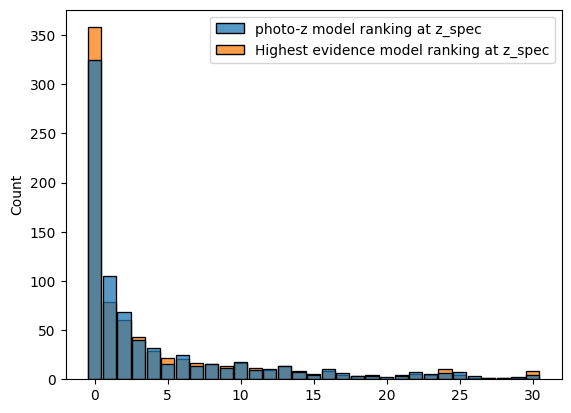 photo-z model ranking at z_spec
Highest evidence model ranking at z_spec
Count
350
300
250
200
150
100
50
0
0 5 10 15 20 25 30